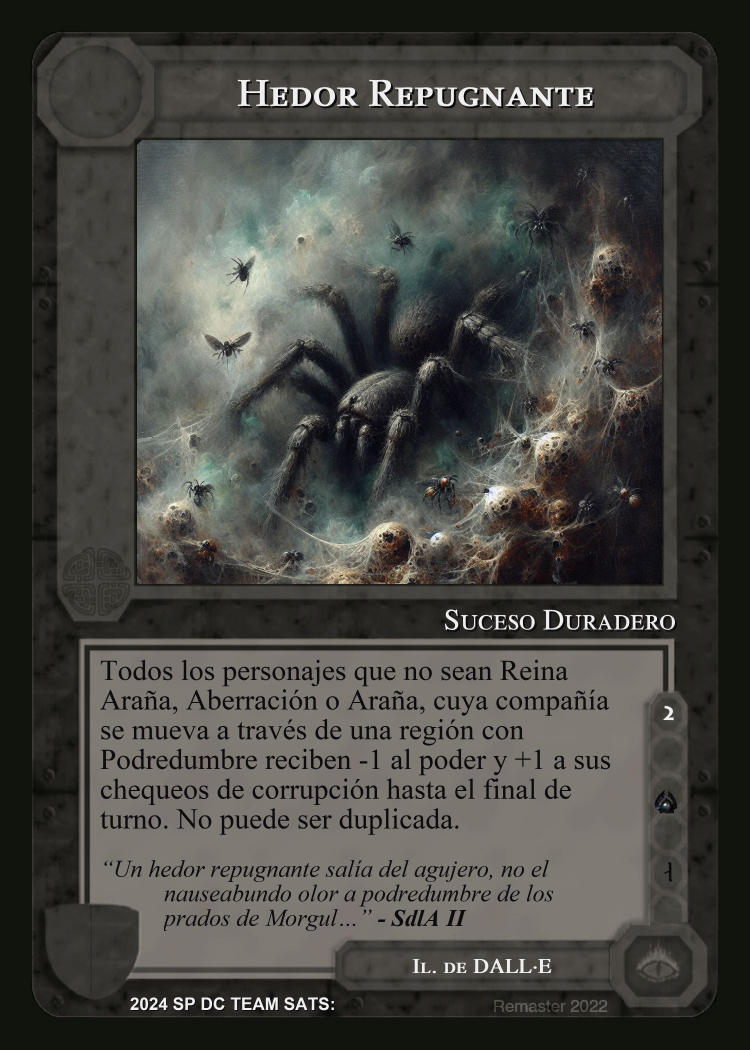 Hedor Repugnante
Suceso Duradero
Todos los personajes que no sean Reina
Araña, Aberración o Araña, cuya compañía
se mueva a través de una región con
Podredumbre reciben -1 al poder y +1 a sus
chequeos de corrupción hasta el final de
turno. No puede ser duplicada.
2
“Un hedor repugnante salía del agujero, no el
nauseabundo olor a podredumbre de los
prados de Morgul…” - SdlA II
Il. de DALL·E
2024 SP DC TEAM SATS:
Remaster 2022